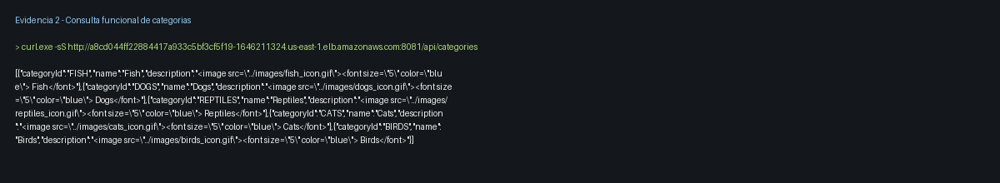 Evidencia 2 - Consulta funcional de categorias
> curl.exe -sS http://a8cd044ff22884417a933c5bf3cf5f19-1646211324.us-east-1.elb.amazonaws.com:8081/api/categories
[{"categoryId":"FISH","name":"Fish","description":"<image src=\"../images/fish_icon.gif\"><font size=\"5\" color=\"blu
e\"> Fish</font>"},{"categoryId":"DOGS","name":"Dogs","description":"<image src=\"../images/dogs_icon.gif\"><font size
=\"5\" color=\"blue\"> Dogs</font>"},{"categoryId":"REPTILES","name":"Reptiles","description":"<image src=\"../images/
reptiles_icon.gif\"><font size=\"5\" color=\"blue\"> Reptiles</font>"},{"categoryId":"CATS","name":"Cats","description
":"<image src=\"../images/cats_icon.gif\"><font size=\"5\" color=\"blue\"> Cats</font>"},{"categoryId":"BIRDS","name":
"Birds","description":"<image src=\"../images/birds_icon.gif\"><font size=\"5\" color=\"blue\"> Birds</font>"}]